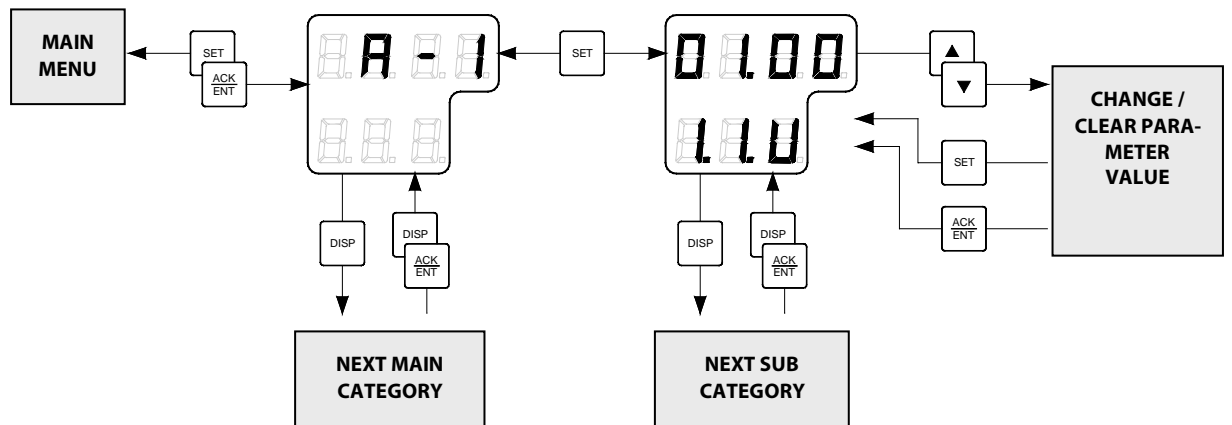 MAIN
MENU
SET
ACK
ENT
A-1
SET
01.00
1.1.U
▲
▼
CHANGE /
CLEAR PARA-
METER
VALUE
SET
ACK
ENT
DISP
DISP
ACK
ENT
DISP
DISP
ACK
ENT
NEXT MAIN
CATEGORY
NEXT SUB
CATEGORY